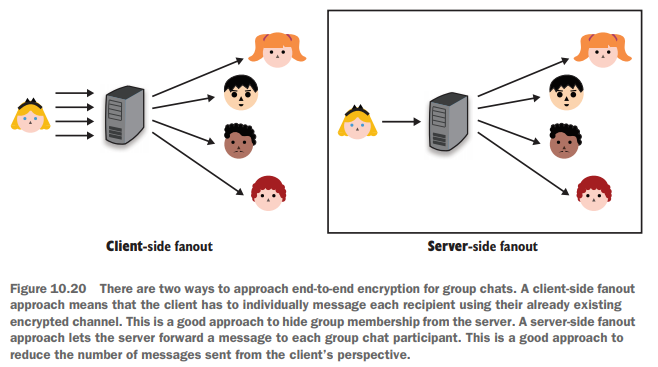 Client-side fanout
Server-side fanout
Figure 10.20 There are two ways to approach end-to-end encryption for group chats. A client-side fanout
approach means that the client has to individually message each recipient using their already existing
encrypted channel. This is a good approach to hide group membership from the server. A server-side fanout
approach lets the server forward a message to each group chat participant. This is a good approach to
reduce the number of messages sent from the client’s perspective.